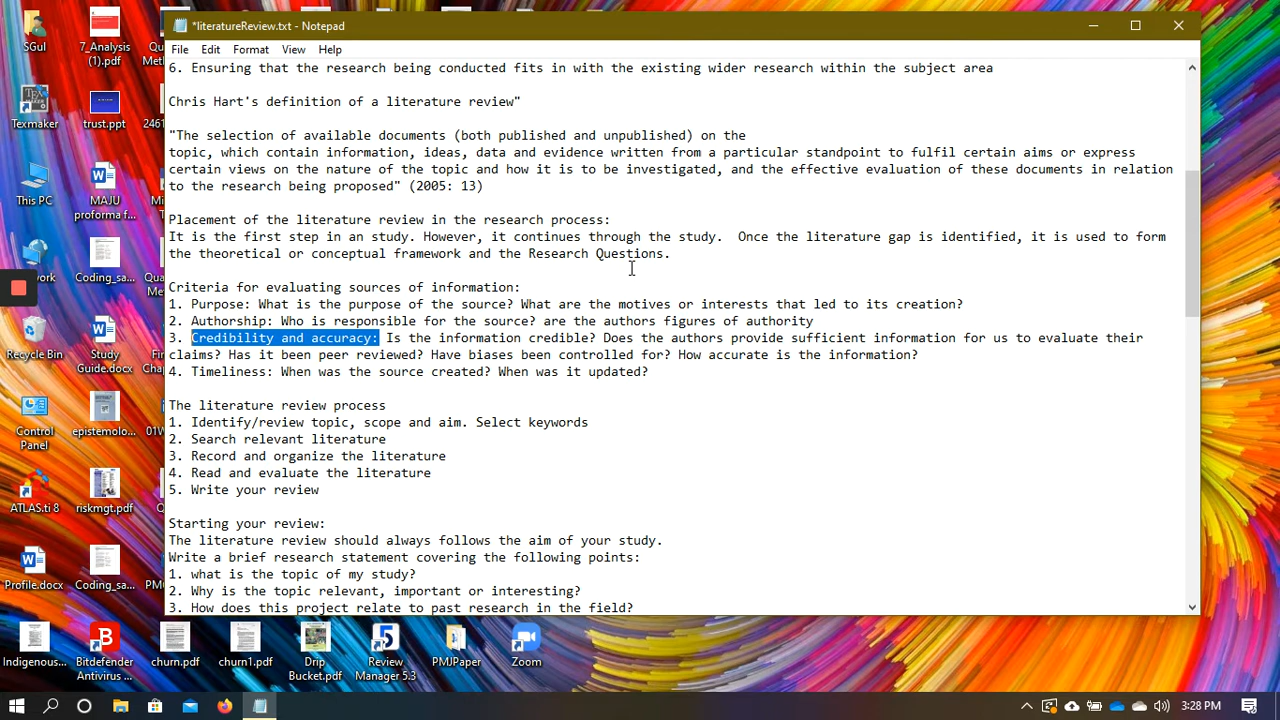 *literatureReview.txt - Notepad
File Edit Format View Help
6. Ensuring that the research being conducted fits in with the existing wider research within the subject area
Chris Hart's definition of a literature review"
"The selection of available documents (both published and unpublished) on the
topic, which contain information, ideas, data and evidence written from a particular standpoint to fulfil certain aims or express
certain views on the nature of the topic and how it is to be investigated, and the effective evaluation of these documents in relation
to the research being proposed" (2005: 13)
Placement of the literature review in the research process:
It is the first step in an study. However, it continues through the study.  Once the literature gap is identified, it is used to form
the theoretical or conceptual framework and the Research Questions.
Criteria for evaluating sources of information:
1. Purpose: What is the purpose of the source? What are the motives or interests that led to its creation?
2. Authorship: Who is responsible for the source? are the authors figures of authority
3. Credibility and accuracy: Is the information credible? Does the authors provide sufficient information for us to evaluate their
claims? Has it been peer reviewed? Have biases been controlled for? How accurate is the information?
4. Timeliness: When was the source created? When was it updated?
The literature review process
1. Identify/review topic, scope and aim. Select keywords
2. Search relevant literature
3. Record and organize the literature
4. Read and evaluate the literature
5. Write your review
Starting your review:
The literature review should always follows the aim of your study.
Write a brief research statement covering the following points:
1. what is the topic of my study?
2. Why is the topic relevant, important or interesting?
3. How does this project relate to past research in the field?
SGul
7_Analysis
(1).pdf
Texmaker
trust.ppt
This PC
MAJU
proforma f...
Coding_sa...
Recycle Bin
Study
Guide.docx
Control
Panel
epistemolo...
ATLAS.ti 8
riskmgt.pdf
Profile.docx
Coding_sa...
Indigenous...
Bitdefender
Antivirus ...
churn.pdf
churn1.pdf
Drip
Bucket.pdf
Review
Manager 5.3
PMJPaper
Zoom
3:28 PM